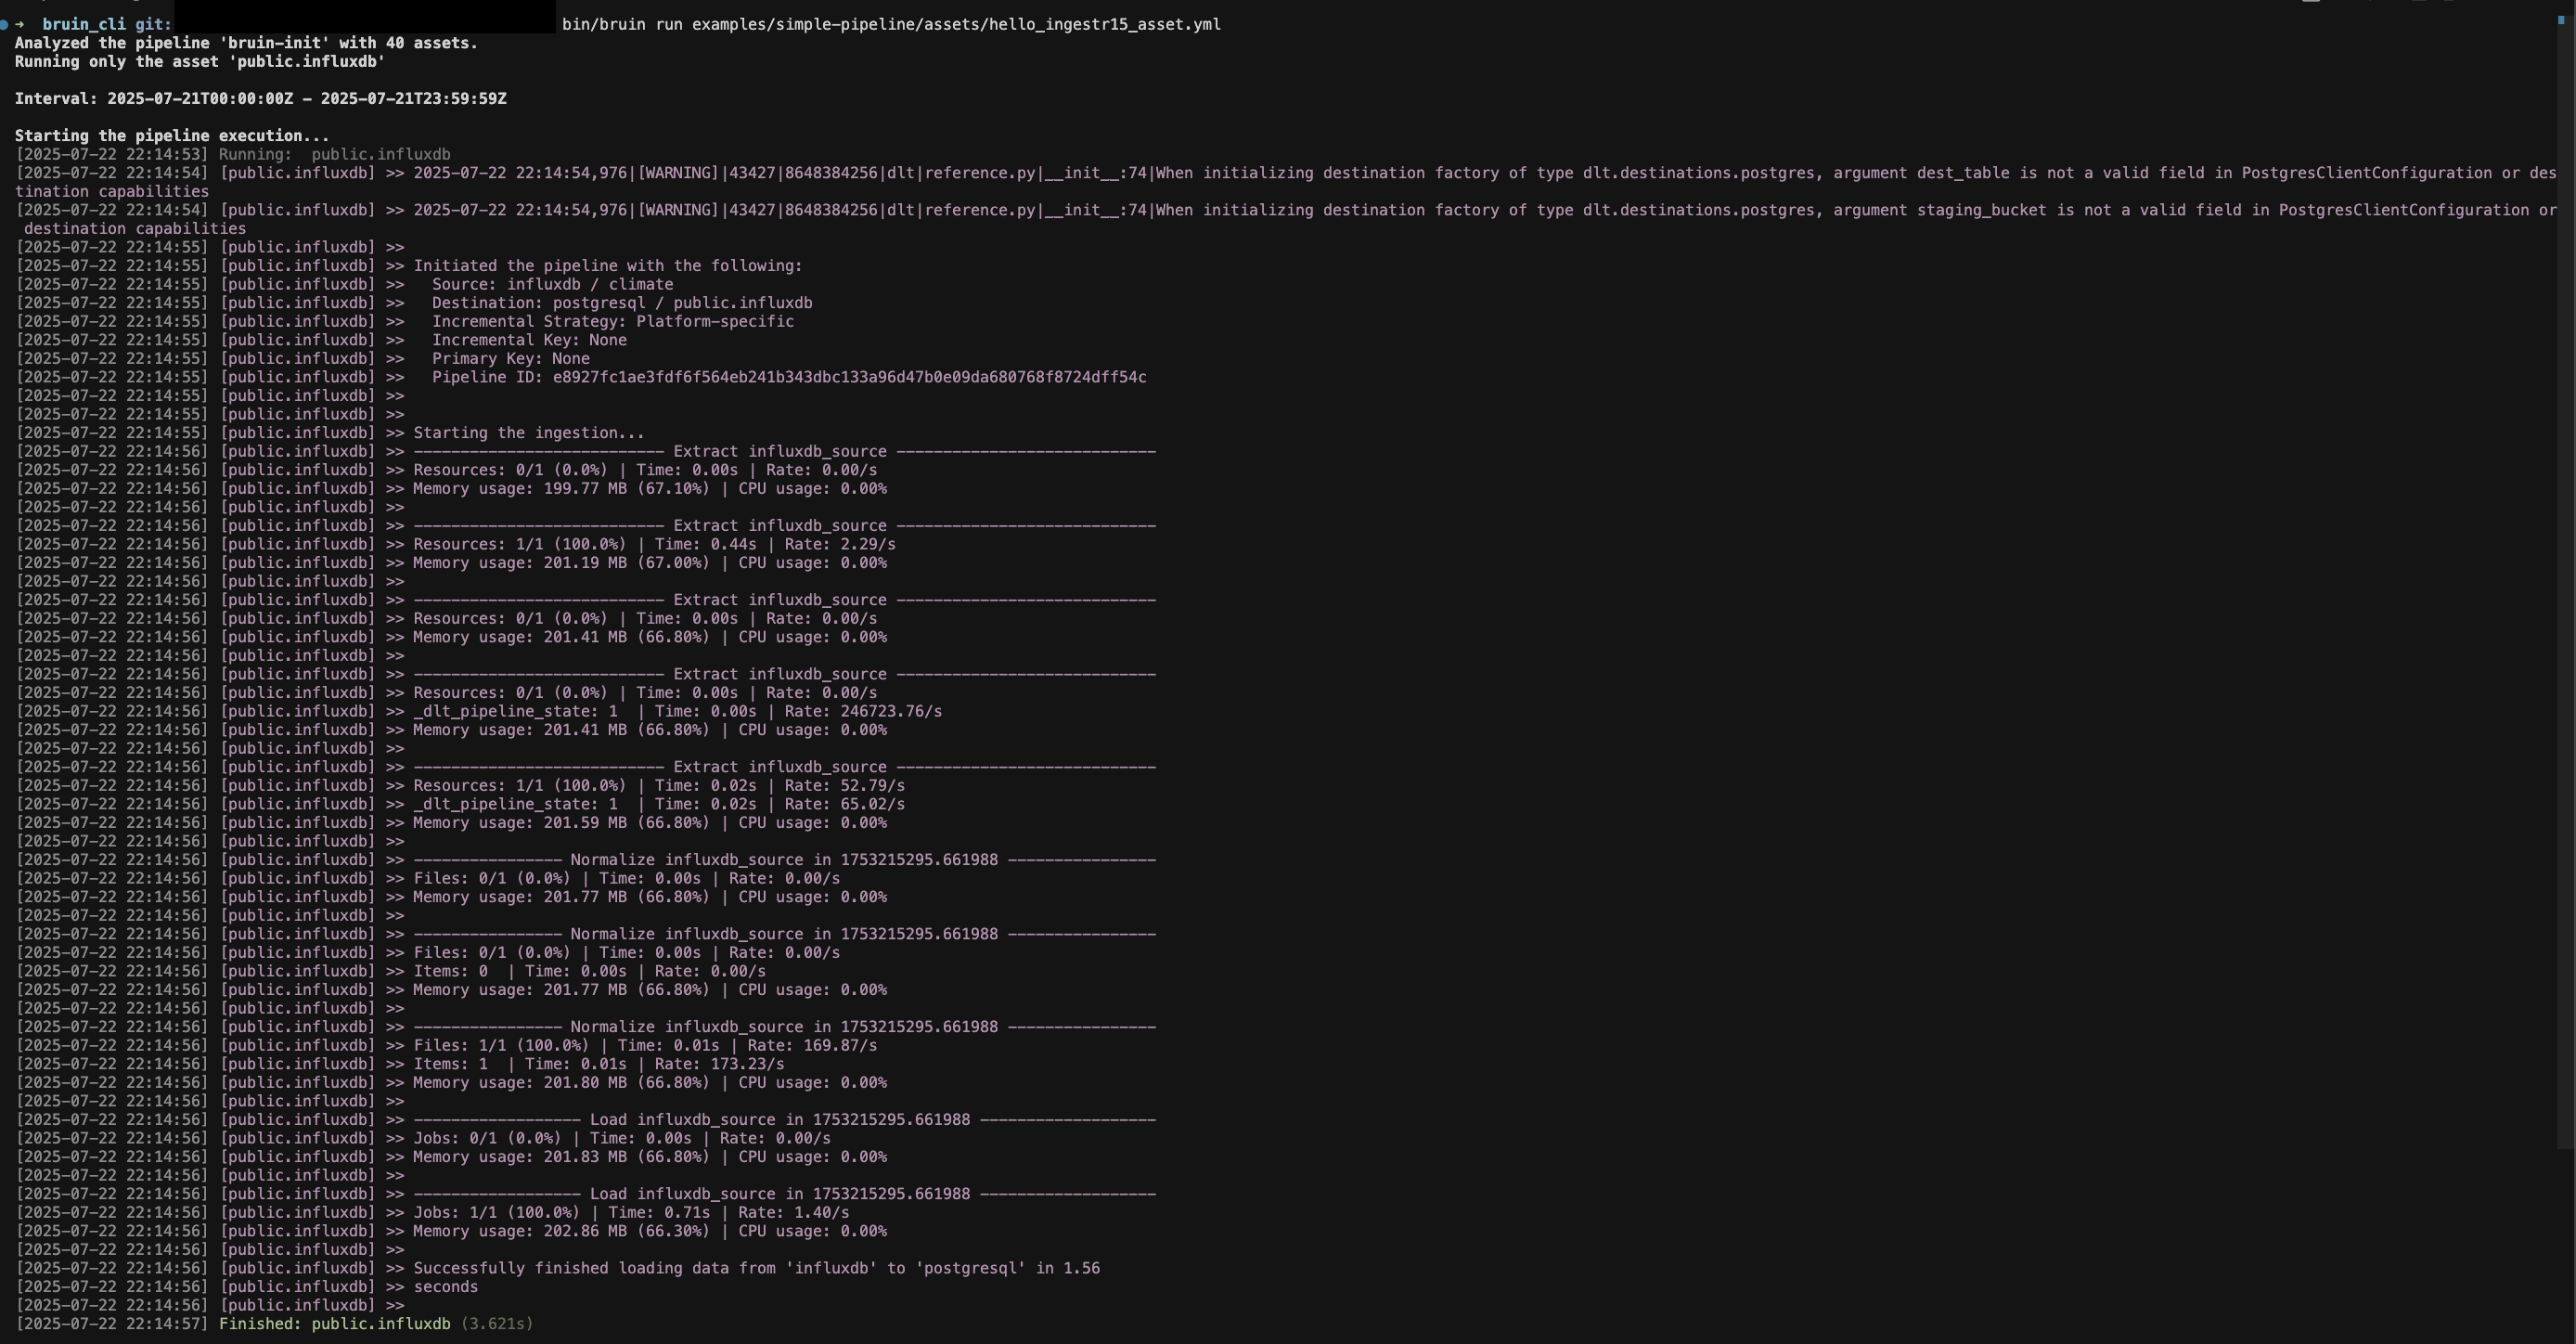 ➜  bruin_cli git: bin/bruin run examples/simple-pipeline/assets/hello_ingestr15_asset.yml
Analyzed the pipeline 'bruin-init' with 40 assets.
Running only the asset 'public.influxdb'
Interval: 2025-07-21T00:00:00Z - 2025-07-21T23:59:59Z
Starting the pipeline execution...
[2025-07-22 22:14:53] Running:  public.influxdb
[2025-07-22 22:14:54] [public.influxdb] >> 2025-07-22 22:14:54,976|[WARNING]|43427|8648384256|dlt|reference.py|__init__:74|When initializing destination factory of type dlt.destinations.postgres, argument dest_table is not a valid field in PostgresClientConfiguration or des
tination capabilities
[2025-07-22 22:14:54] [public.influxdb] >> 2025-07-22 22:14:54,976|[WARNING]|43427|8648384256|dlt|reference.py|__init__:74|When initializing destination factory of type dlt.destinations.postgres, argument staging_bucket is not a valid field in PostgresClientConfiguration or
 destination capabilities
[2025-07-22 22:14:55] [public.influxdb] >>
[2025-07-22 22:14:55] [public.influxdb] >> Initiated the pipeline with the following:
[2025-07-22 22:14:55] [public.influxdb] >>   Source: influxdb / climate
[2025-07-22 22:14:55] [public.influxdb] >>   Destination: postgresql / public.influxdb
[2025-07-22 22:14:55] [public.influxdb] >>   Incremental Strategy: Platform-specific
[2025-07-22 22:14:55] [public.influxdb] >>   Incremental Key: None
[2025-07-22 22:14:55] [public.influxdb] >>   Primary Key: None
[2025-07-22 22:14:55] [public.influxdb] >>   Pipeline ID: e8927fc1ae3fdf6f564eb241b343dbc133a96d47b0e09da680768f8724dff54c
[2025-07-22 22:14:55] [public.influxdb] >>
[2025-07-22 22:14:55] [public.influxdb] >>
[2025-07-22 22:14:55] [public.influxdb] >> Starting the ingestion...
[2025-07-22 22:14:56] [public.influxdb] >> --------------------------- Extract influxdb_source ----------------------------
[2025-07-22 22:14:56] [public.influxdb] >> Resources: 0/1 (0.0%) | Time: 0.00s | Rate: 0.00/s
[2025-07-22 22:14:56] [public.influxdb] >> Memory usage: 199.77 MB (67.10%) | CPU usage: 0.00%
[2025-07-22 22:14:56] [public.influxdb] >>
[2025-07-22 22:14:56] [public.influxdb] >> --------------------------- Extract influxdb_source ----------------------------
[2025-07-22 22:14:56] [public.influxdb] >> Resources: 1/1 (100.0%) | Time: 0.44s | Rate: 2.29/s
[2025-07-22 22:14:56] [public.influxdb] >> Memory usage: 201.19 MB (67.00%) | CPU usage: 0.00%
[2025-07-22 22:14:56] [public.influxdb] >>
[2025-07-22 22:14:56] [public.influxdb] >> --------------------------- Extract influxdb_source ----------------------------
[2025-07-22 22:14:56] [public.influxdb] >> Resources: 0/1 (0.0%) | Time: 0.00s | Rate: 0.00/s
[2025-07-22 22:14:56] [public.influxdb] >> Memory usage: 201.41 MB (66.80%) | CPU usage: 0.00%
[2025-07-22 22:14:56] [public.influxdb] >>
[2025-07-22 22:14:56] [public.influxdb] >> --------------------------- Extract influxdb_source ----------------------------
[2025-07-22 22:14:56] [public.influxdb] >> Resources: 0/1 (0.0%) | Time: 0.00s | Rate: 0.00/s
[2025-07-22 22:14:56] [public.influxdb] >> _dlt_pipeline_state: 1  | Time: 0.00s | Rate: 246723.76/s
[2025-07-22 22:14:56] [public.influxdb] >> Memory usage: 201.41 MB (66.80%) | CPU usage: 0.00%
[2025-07-22 22:14:56] [public.influxdb] >>
[2025-07-22 22:14:56] [public.influxdb] >> --------------------------- Extract influxdb_source ----------------------------
[2025-07-22 22:14:56] [public.influxdb] >> Resources: 1/1 (100.0%) | Time: 0.02s | Rate: 52.79/s
[2025-07-22 22:14:56] [public.influxdb] >> _dlt_pipeline_state: 1  | Time: 0.02s | Rate: 65.02/s
[2025-07-22 22:14:56] [public.influxdb] >> Memory usage: 201.59 MB (66.80%) | CPU usage: 0.00%
[2025-07-22 22:14:56] [public.influxdb] >>
[2025-07-22 22:14:56] [public.influxdb] >> ---------------- Normalize influxdb_source in 1753215295.661988 ----------------
[2025-07-22 22:14:56] [public.influxdb] >> Files: 0/1 (0.0%) | Time: 0.00s | Rate: 0.00/s
[2025-07-22 22:14:56] [public.influxdb] >> Memory usage: 201.77 MB (66.80%) | CPU usage: 0.00%
[2025-07-22 22:14:56] [public.influxdb] >>
[2025-07-22 22:14:56] [public.influxdb] >> ---------------- Normalize influxdb_source in 1753215295.661988 ----------------
[2025-07-22 22:14:56] [public.influxdb] >> Files: 0/1 (0.0%) | Time: 0.00s | Rate: 0.00/s
[2025-07-22 22:14:56] [public.influxdb] >> Items: 0  | Time: 0.00s | Rate: 0.00/s
[2025-07-22 22:14:56] [public.influxdb] >> Memory usage: 201.77 MB (66.80%) | CPU usage: 0.00%
[2025-07-22 22:14:56] [public.influxdb] >>
[2025-07-22 22:14:56] [public.influxdb] >> ---------------- Normalize influxdb_source in 1753215295.661988 ----------------
[2025-07-22 22:14:56] [public.influxdb] >> Files: 1/1 (100.0%) | Time: 0.01s | Rate: 169.87/s
[2025-07-22 22:14:56] [public.influxdb] >> Items: 1  | Time: 0.01s | Rate: 173.23/s
[2025-07-22 22:14:56] [public.influxdb] >> Memory usage: 201.80 MB (66.80%) | CPU usage: 0.00%
[2025-07-22 22:14:56] [public.influxdb] >>
[2025-07-22 22:14:56] [public.influxdb] >> ------------------ Load influxdb_source in 1753215295.661988 -------------------
[2025-07-22 22:14:56] [public.influxdb] >> Jobs: 0/1 (0.0%) | Time: 0.00s | Rate: 0.00/s
[2025-07-22 22:14:56] [public.influxdb] >> Memory usage: 201.83 MB (66.80%) | CPU usage: 0.00%
[2025-07-22 22:14:56] [public.influxdb] >>
[2025-07-22 22:14:56] [public.influxdb] >> ------------------ Load influxdb_source in 1753215295.661988 -------------------
[2025-07-22 22:14:56] [public.influxdb] >> Jobs: 1/1 (100.0%) | Time: 0.71s | Rate: 1.40/s
[2025-07-22 22:14:56] [public.influxdb] >> Memory usage: 202.86 MB (66.30%) | CPU usage: 0.00%
[2025-07-22 22:14:56] [public.influxdb] >>
[2025-07-22 22:14:56] [public.influxdb] >> Successfully finished loading data from 'influxdb' to 'postgresql' in 1.56
[2025-07-22 22:14:56] [public.influxdb] >> seconds
[2025-07-22 22:14:56] [public.influxdb] >>
[2025-07-22 22:14:57] Finished: public.influxdb (3.621s)